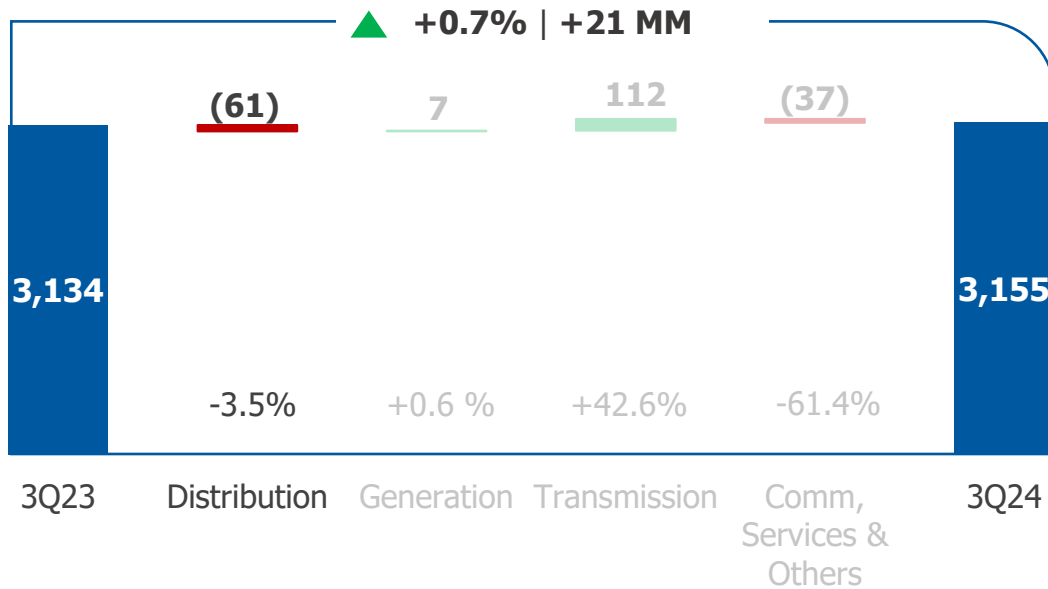 +0.7% | +21 MM
(61) 7 112 (37)
3,134 3,155
-3.5% +0.6 % +42.6% -61.4%
3Q23 Distribution Generation Transmission Comm, 3Q24
Services &
Others